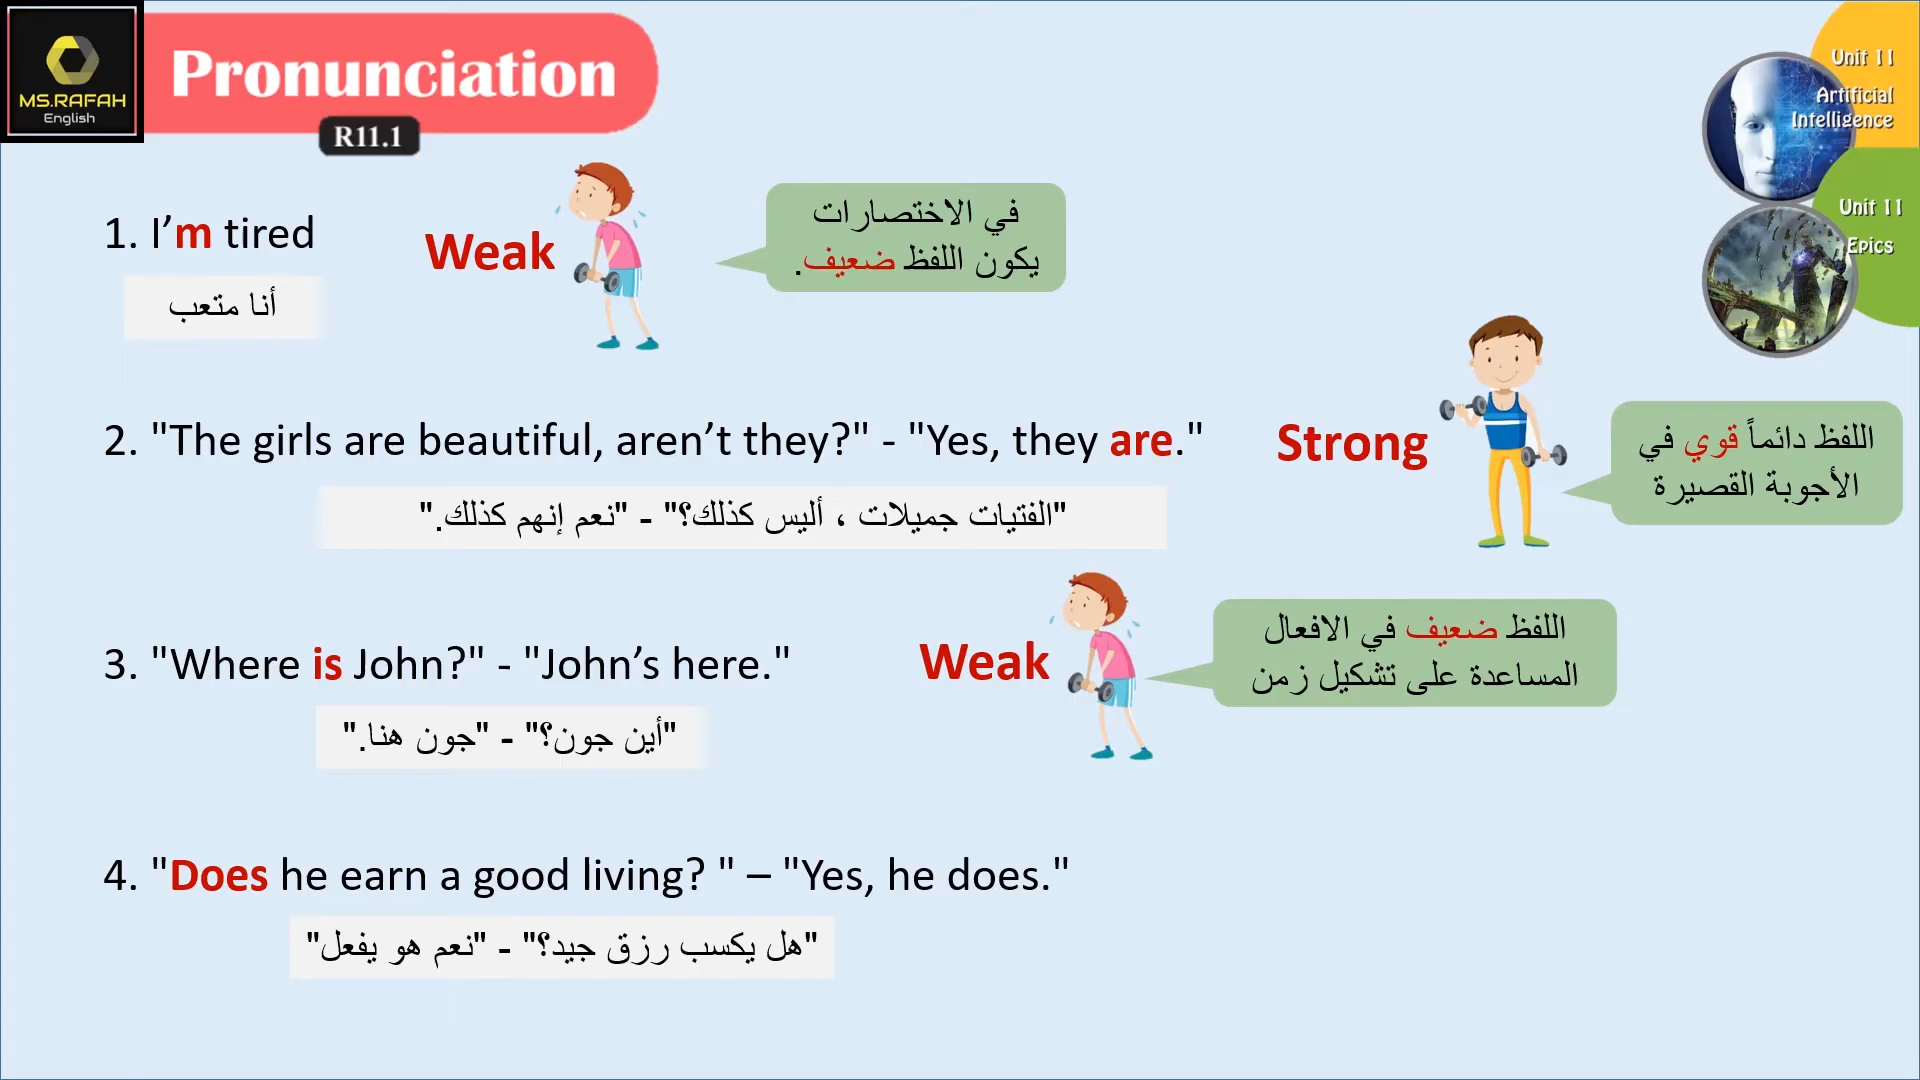 MS.RAFAH
English
Pronunciation
R11.1
Unit 11
Artificial
Intelligence
Unit 11
Epics
1. I’m tired
Weak
في الاختصارات
يكون اللفظ ضعيف.
أنا متعب
2. "The girls are beautiful, aren’t they?" - "Yes, they are."
Strong
اللفظ دائماً قوي في
الأجوبة القصيرة
"الفتيات جميلات ، أليس كذلك؟" - "نعم إنهم كذلك."
3. "Where is John?" - "John’s here."
Weak
اللفظ ضعيف في الافعال
المساعدة على تشكيل زمن
"أين جون؟" - "جون هنا."
4. "Does he earn a good living? " – "Yes, he does."
"هل يكسب رزق جيد؟" - "نعم هو يفعل"